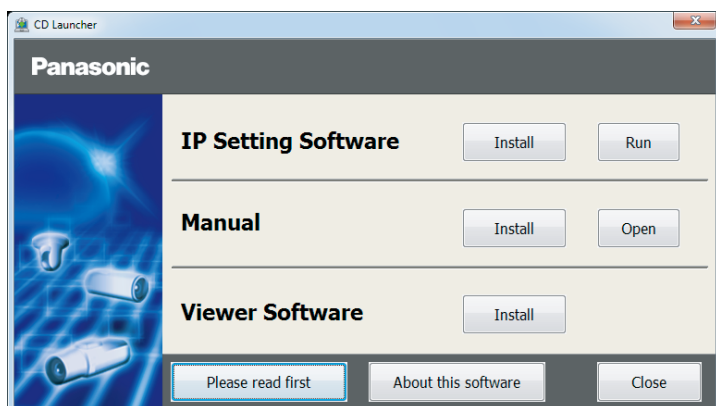 CD Launcher
Panasonic
IP Setting Software Install Run
Manual Install Open
Viewer Software Install
Please read first About this software Close